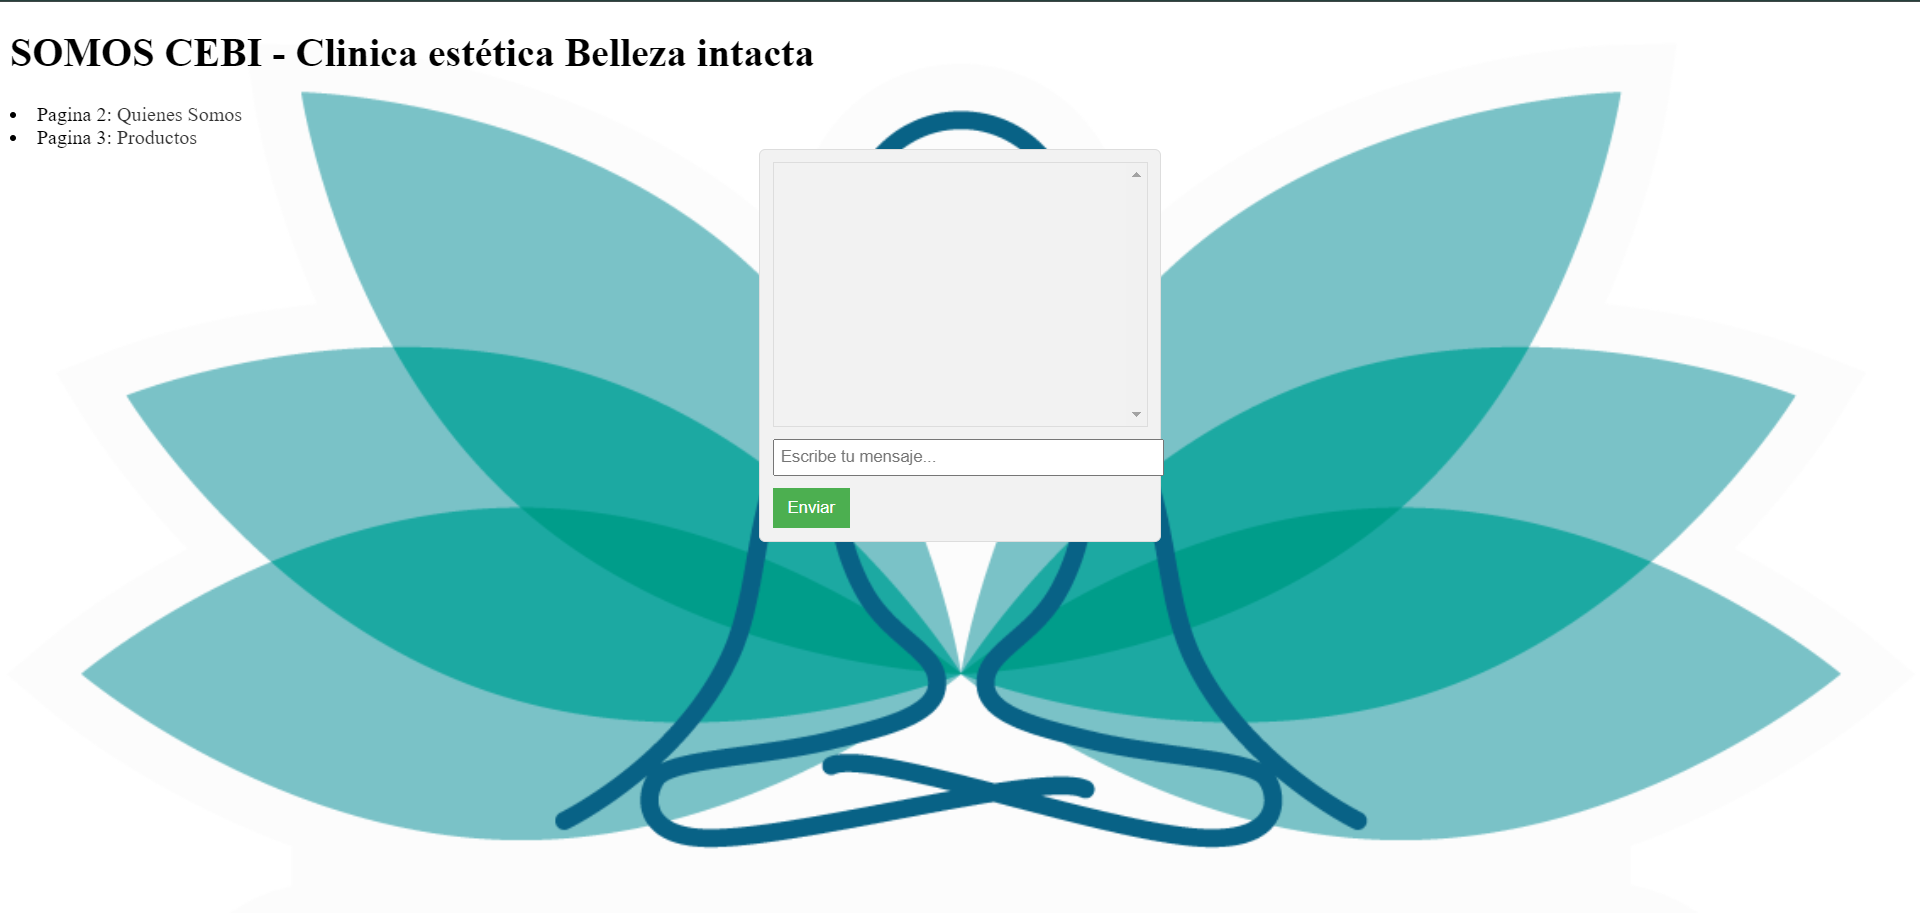 SOMOS CEBI - Clinica estética Belleza intacta
Pagina 2: Quienes Somos
Pagina 3: Productos
Escribe tu mensaje...
Enviar